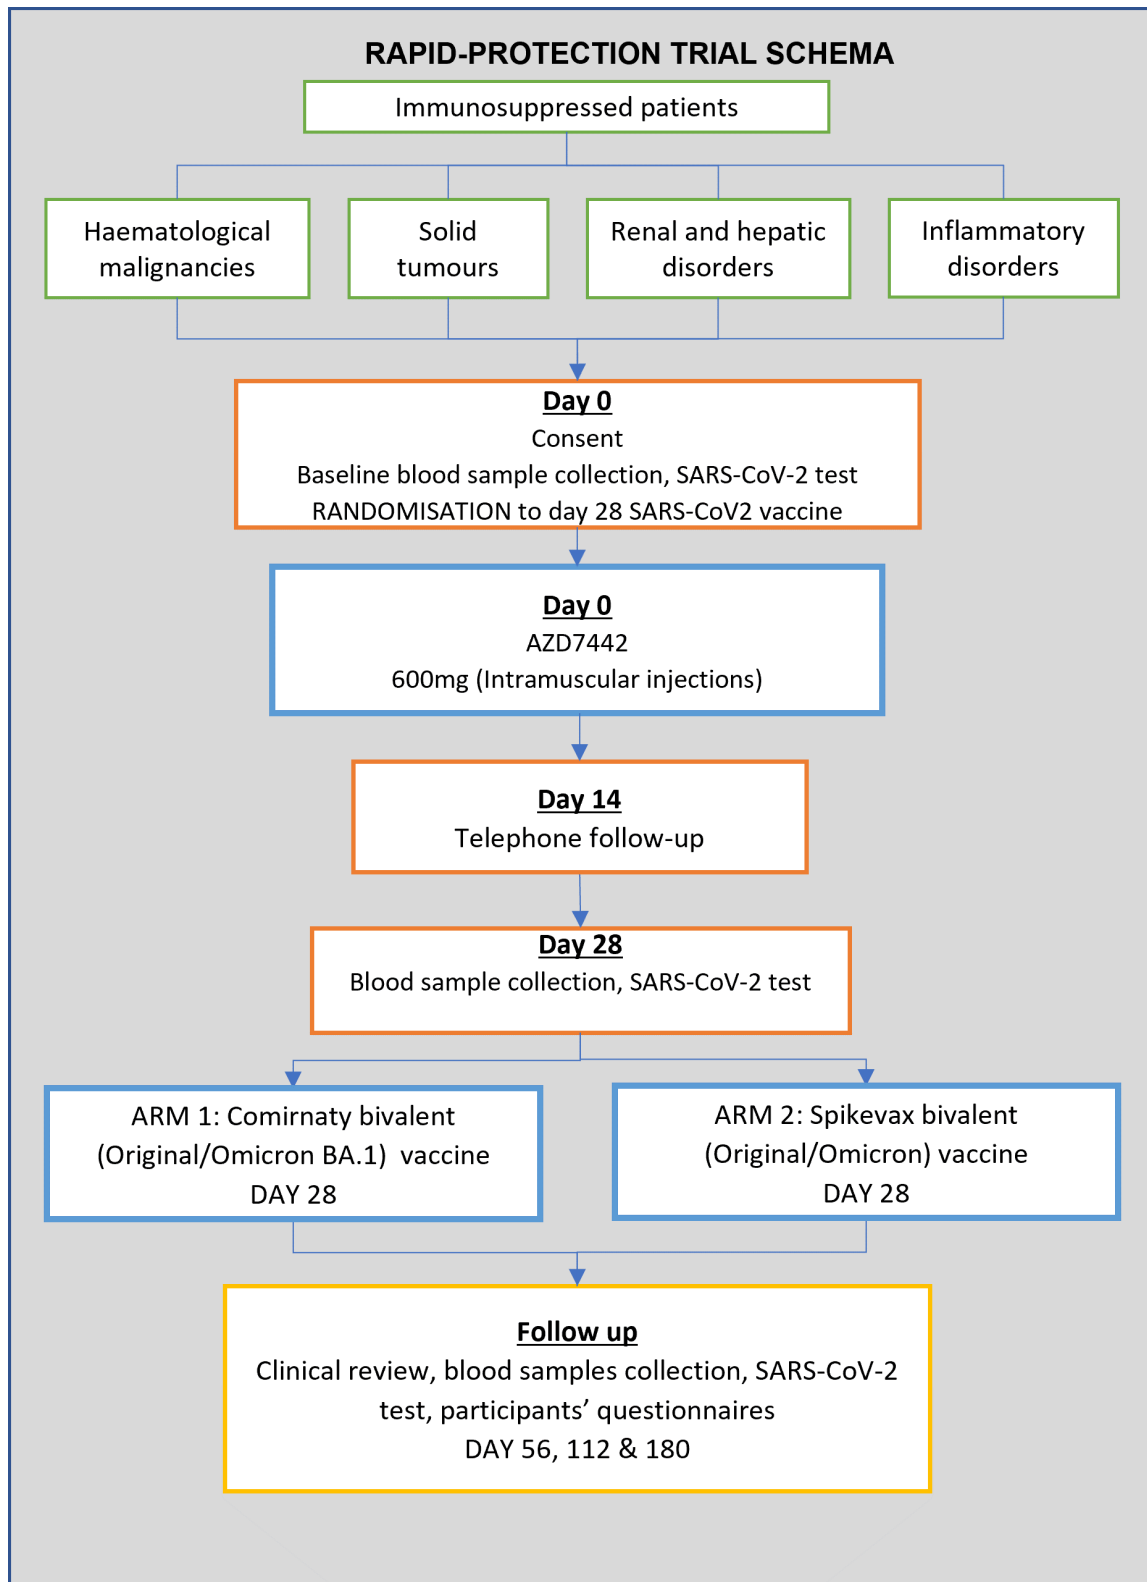 RAPID-PROTECTION TRIAL SCHEMA
Immunosuppressed patients
Haematological
malignancies
Solid
tumours
Renal and hepatic
disorders
Inflammatory
disorders
Day 0
Consent
Baseline blood sample collection, SARS-CoV-2 test
RANDOMISATION to day 28 SARS-CoV2 vaccine
Day 0
AZD7442
600mg (Intramuscular injections)
Day 14
Telephone follow-up
Day 28
Blood sample collection, SARS-CoV-2 test
ARM 1: Comirnaty bivalent
(Original/Omicron BA.1) vaccine
DAY 28
ARM 2: Spikevax bivalent
(Original/Omicron) vaccine
DAY 28
Follow up
Clinical review, blood samples collection, SARS-CoV-2
test, participants’ questionnaires
DAY 56, 112 & 180